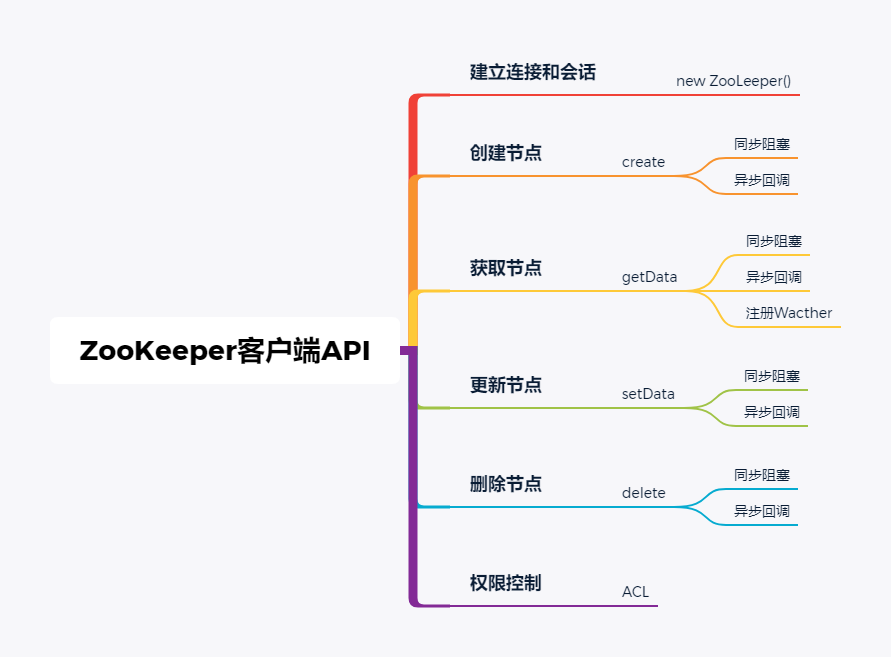 建立连接和会话
new ZooLeeper()
创建节点
create
同步阻塞
异步回调
获取节点
getData
同步阻塞
异步回调
注册Wacther
ZooKeeper客户端API
更新节点
setData
同步阻塞
异步回调
删除节点
delete
同步阻塞
异步回调
权限控制
ACL